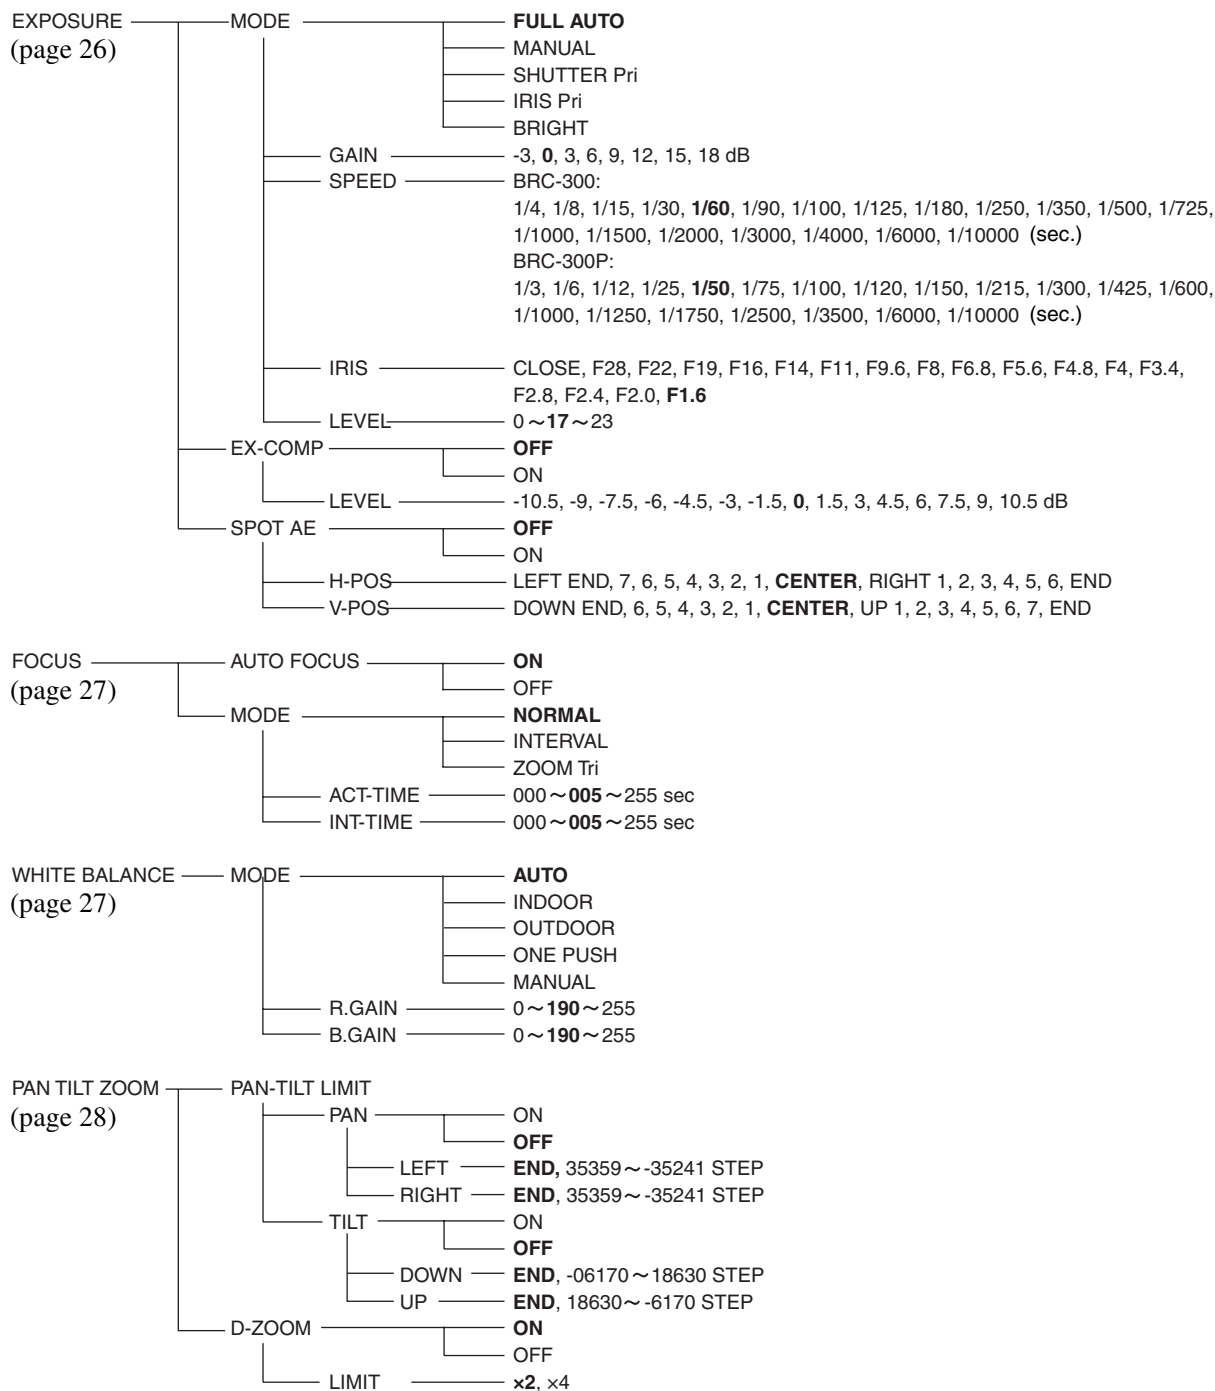 EXPOSURE MODE FULL AUTO
(page 26) MANUAL
SHUTTER Pri
IRIS Pri
BRIGHT
GAIN -3, 0, 3, 6, 9, 12, 15, 18 dB
SPEED BRC-300:
1/4, 1/8, 1/15, 1/30, 1/60, 1/90, 1/100, 1/125, 1/180, 1/250, 1/350, 1/500, 1/725,
1/1000, 1/1500, 1/2000, 1/3000, 1/4000, 1/6000, 1/10000 (sec.)
BRC-300P:
1/3, 1/6, 1/12, 1/25, 1/50, 1/75, 1/100, 1/120, 1/150, 1/215, 1/300, 1/425, 1/600,
1/1000, 1/1250, 1/1750, 1/2500, 1/3500, 1/6000, 1/10000 (sec.)
IRIS CLOSE, F28, F22, F19, F16, F14, F11, F9.6, F8, F6.8, F5.6, F4.8, F4, F3.4,
F2.8, F2.4, F2.0, F1.6
LEVEL 0～17～23
EX-COMP OFF
ON
LEVEL -10.5, -9, -7.5, -6, -4.5, -3, -1.5, 0, 1.5, 3, 4.5, 6, 7.5, 9, 10.5 dB
SPOT AE OFF
ON
H-POS LEFT END, 7, 6, 5, 4, 3, 2, 1, CENTER, RIGHT 1, 2, 3, 4, 5, 6, END
V-POS DOWN END, 6, 5, 4, 3, 2, 1, CENTER, UP 1, 2, 3, 4, 5, 6, 7, END
FOCUS AUTO FOCUS ON
(page 27) OFF
MODE NORMAL
INTERVAL
ZOOM Tri
ACT-TIME 000～005～255 sec
INT-TIME 000～005～255 sec
WHITE BALANCE MODE AUTO
(page 27) INDOOR
OUTDOOR
ONE PUSH
MANUAL
R.GAIN 0～190～255
B.GAIN 0～190～255
PAN TILT ZOOM PAN-TILT LIMIT
(page 28) PAN ON
OFF
LEFT END, 35359～-35241 STEP
RIGHT END, 35359～-35241 STEP
TILT ON
OFF
DOWN END, -06170～18630 STEP
UP END, 18630～-6170 STEP
D-ZOOM ON
OFF
LIMIT ×2, ×4